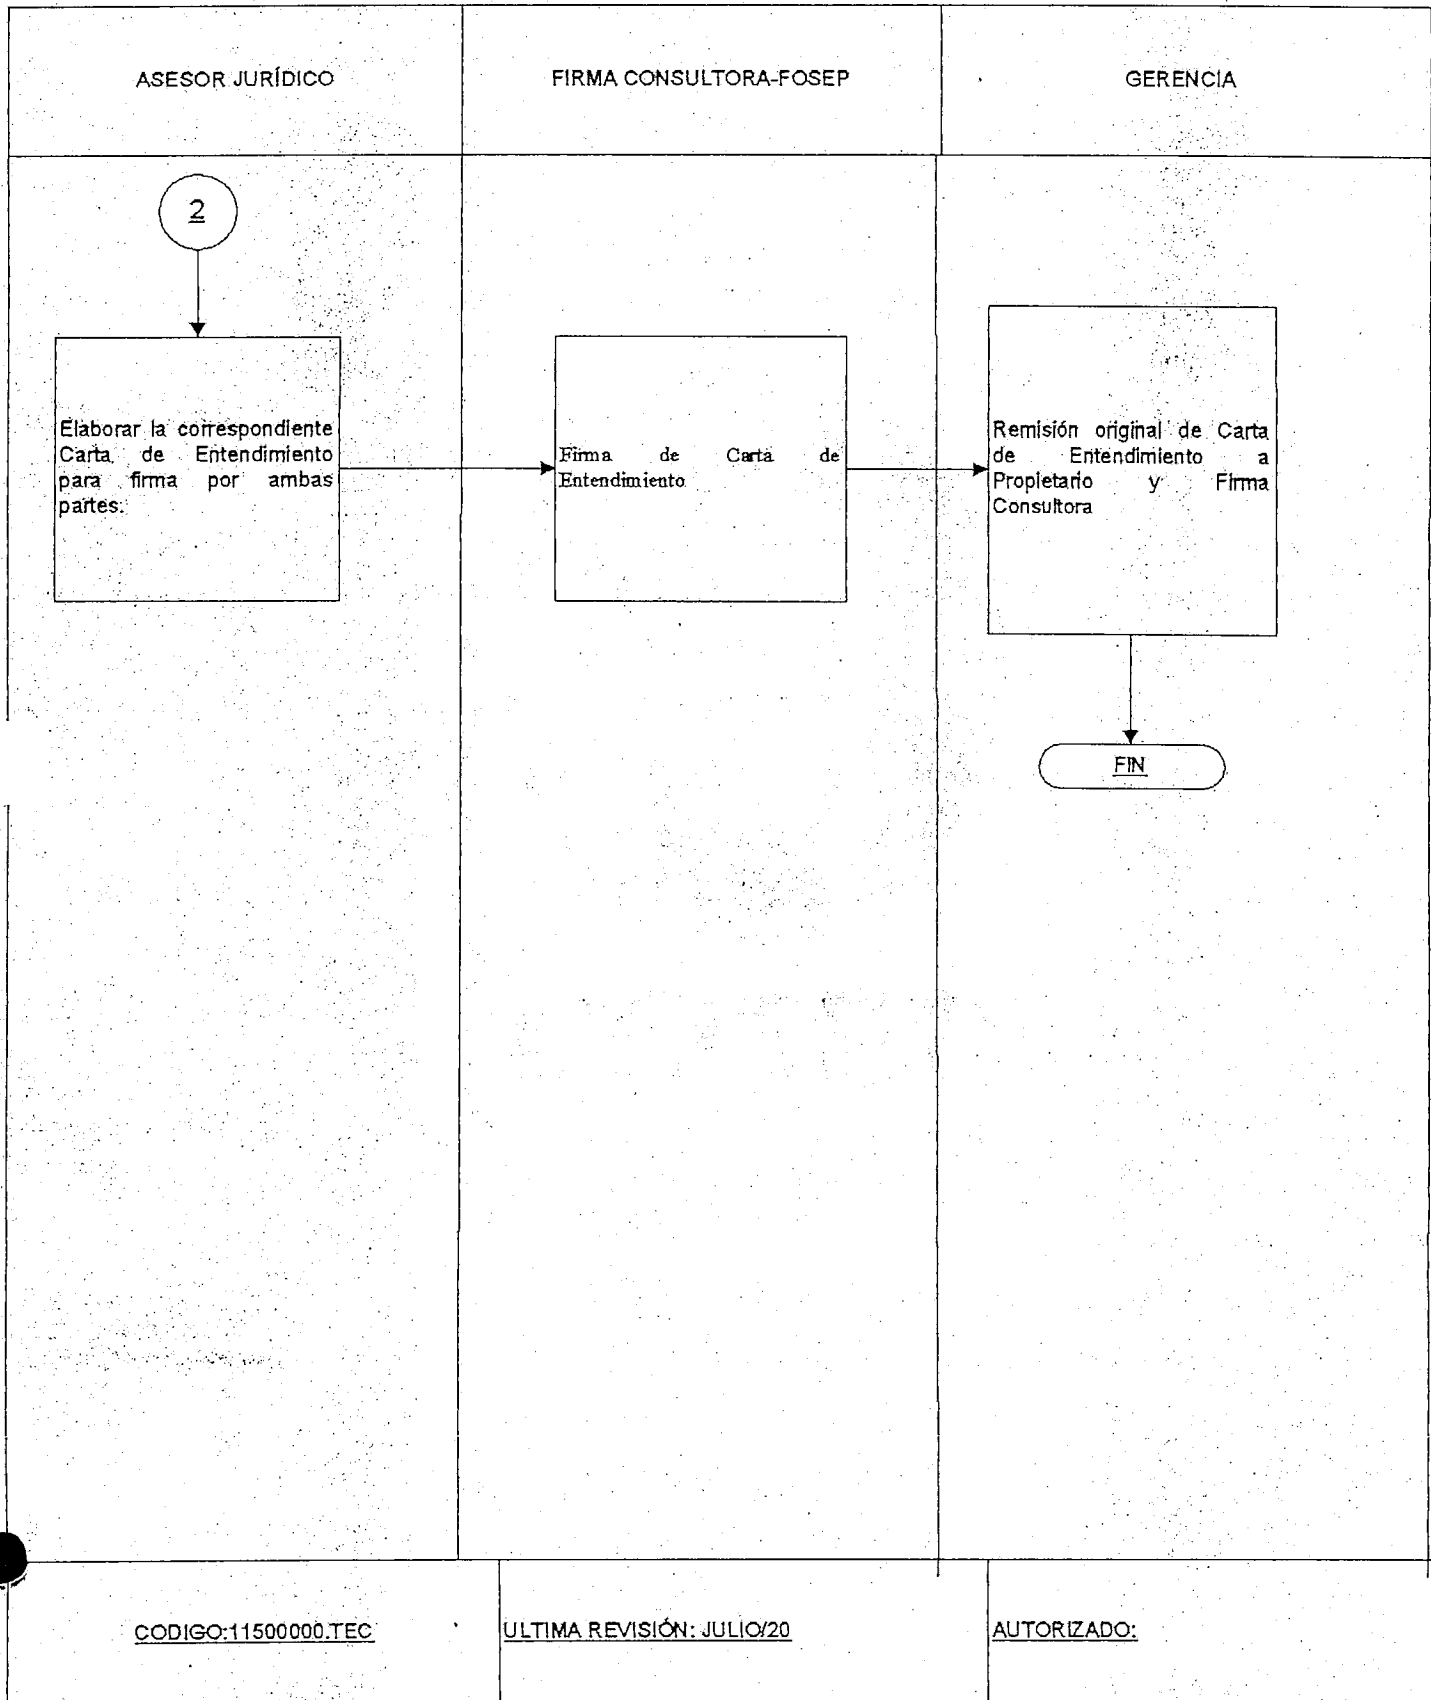 ASESOR JURÍDICO
FIRMA CONSULTORA-FOSEP
GERENCIA
2
Elaborar la correspondiente
Carta de Entendimiento
para firma por ambas
partes.
Firma de Carta de
Entendimiento
Remisión original de Carta
de Entendimiento a
Propietario y Firma
Consultora
FIN
CODIGO:11500000.TEC
ULTIMA REVISIÓN: JULIO/20
AUTORIZADO: